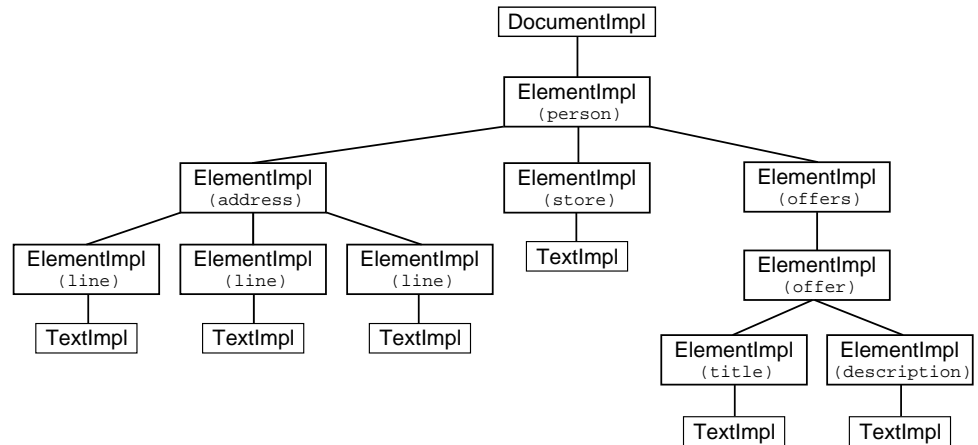 DocumentImpl
ElementImpl
(person)
ElementImpl
(address)
ElementImpl
(store)
ElementImpl
(offers)
ElementImpl
(line)
ElementImpl
(line)
ElementImpl
(line)
TextImpl
ElementImpl
(offer)
TextImpl
TextImpl
TextImpl
ElementImpl
(title)
ElementImpl
(description)
TextImpl
TextImpl